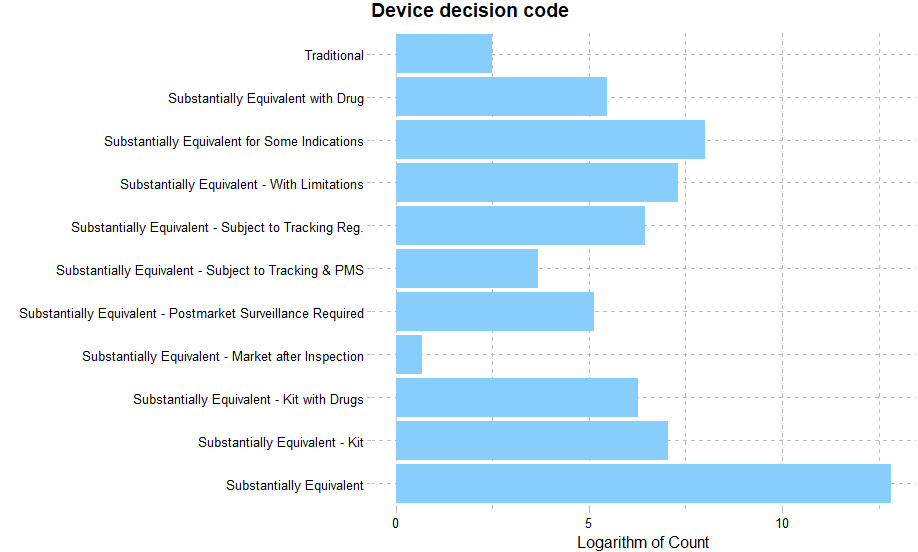 Device decision code
Traditional
Substantially Equivalent with Drug
Substantially Equivalent for Some Indications
Substantially Equivalent - With Limitations
Substantially Equivalent - Subject to Tracking Reg.
Substantially Equivalent - Subject to Tracking & PMS
Substantially Equivalent - Postmarket Surveillance Required
Substantially Equivalent - Market after Inspection
Substantially Equivalent - Kit with Drugs
Substantially Equivalent - Kit
Substantially Equivalent
0 5 10
Logarithm of Count